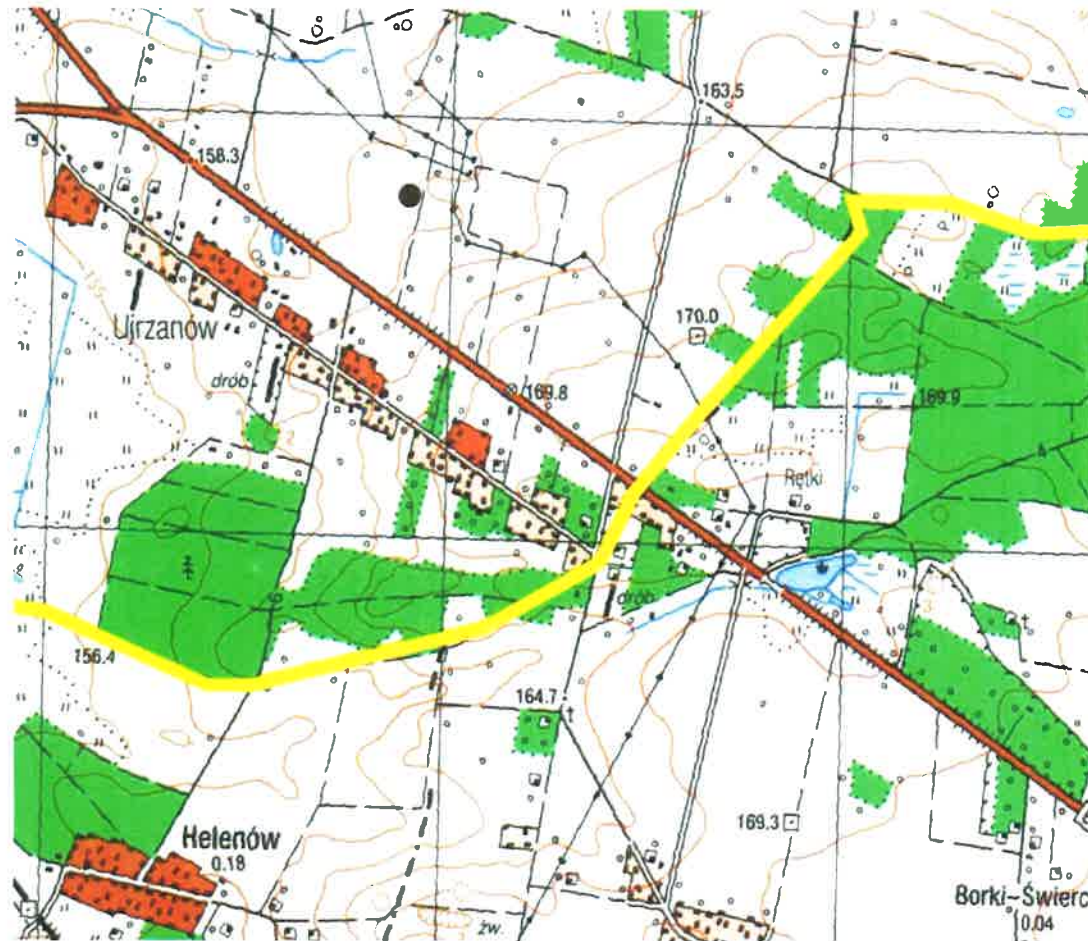 163.5
158.3
155
Ujrzanów
170.0
drób.
169.8
169.9
Rętki
drób
156.4
164.7
Helenów
0.18
169.3
Borki-Świerc
0.04
żw.